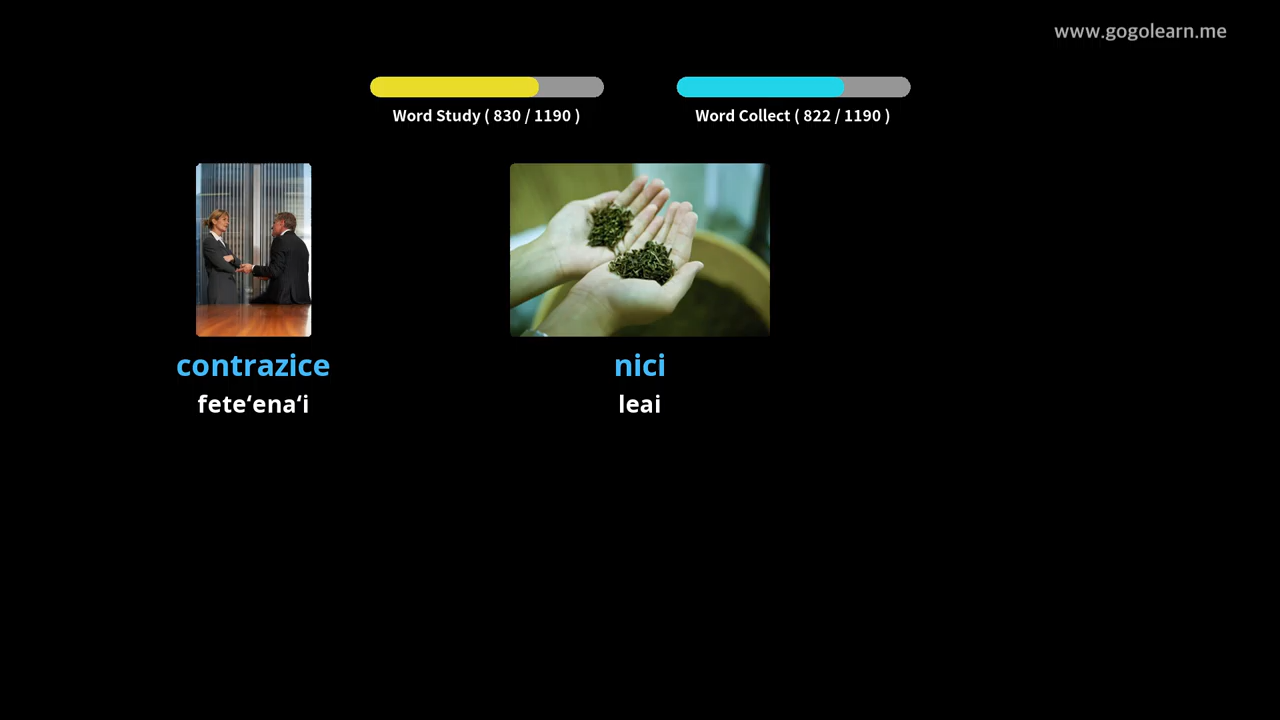 www.gogolearn.me
Word Study ( 830 / 1190 )
Word Collect ( 822 / 1190 )
contrazice
fete‘ena‘i
nici
leai